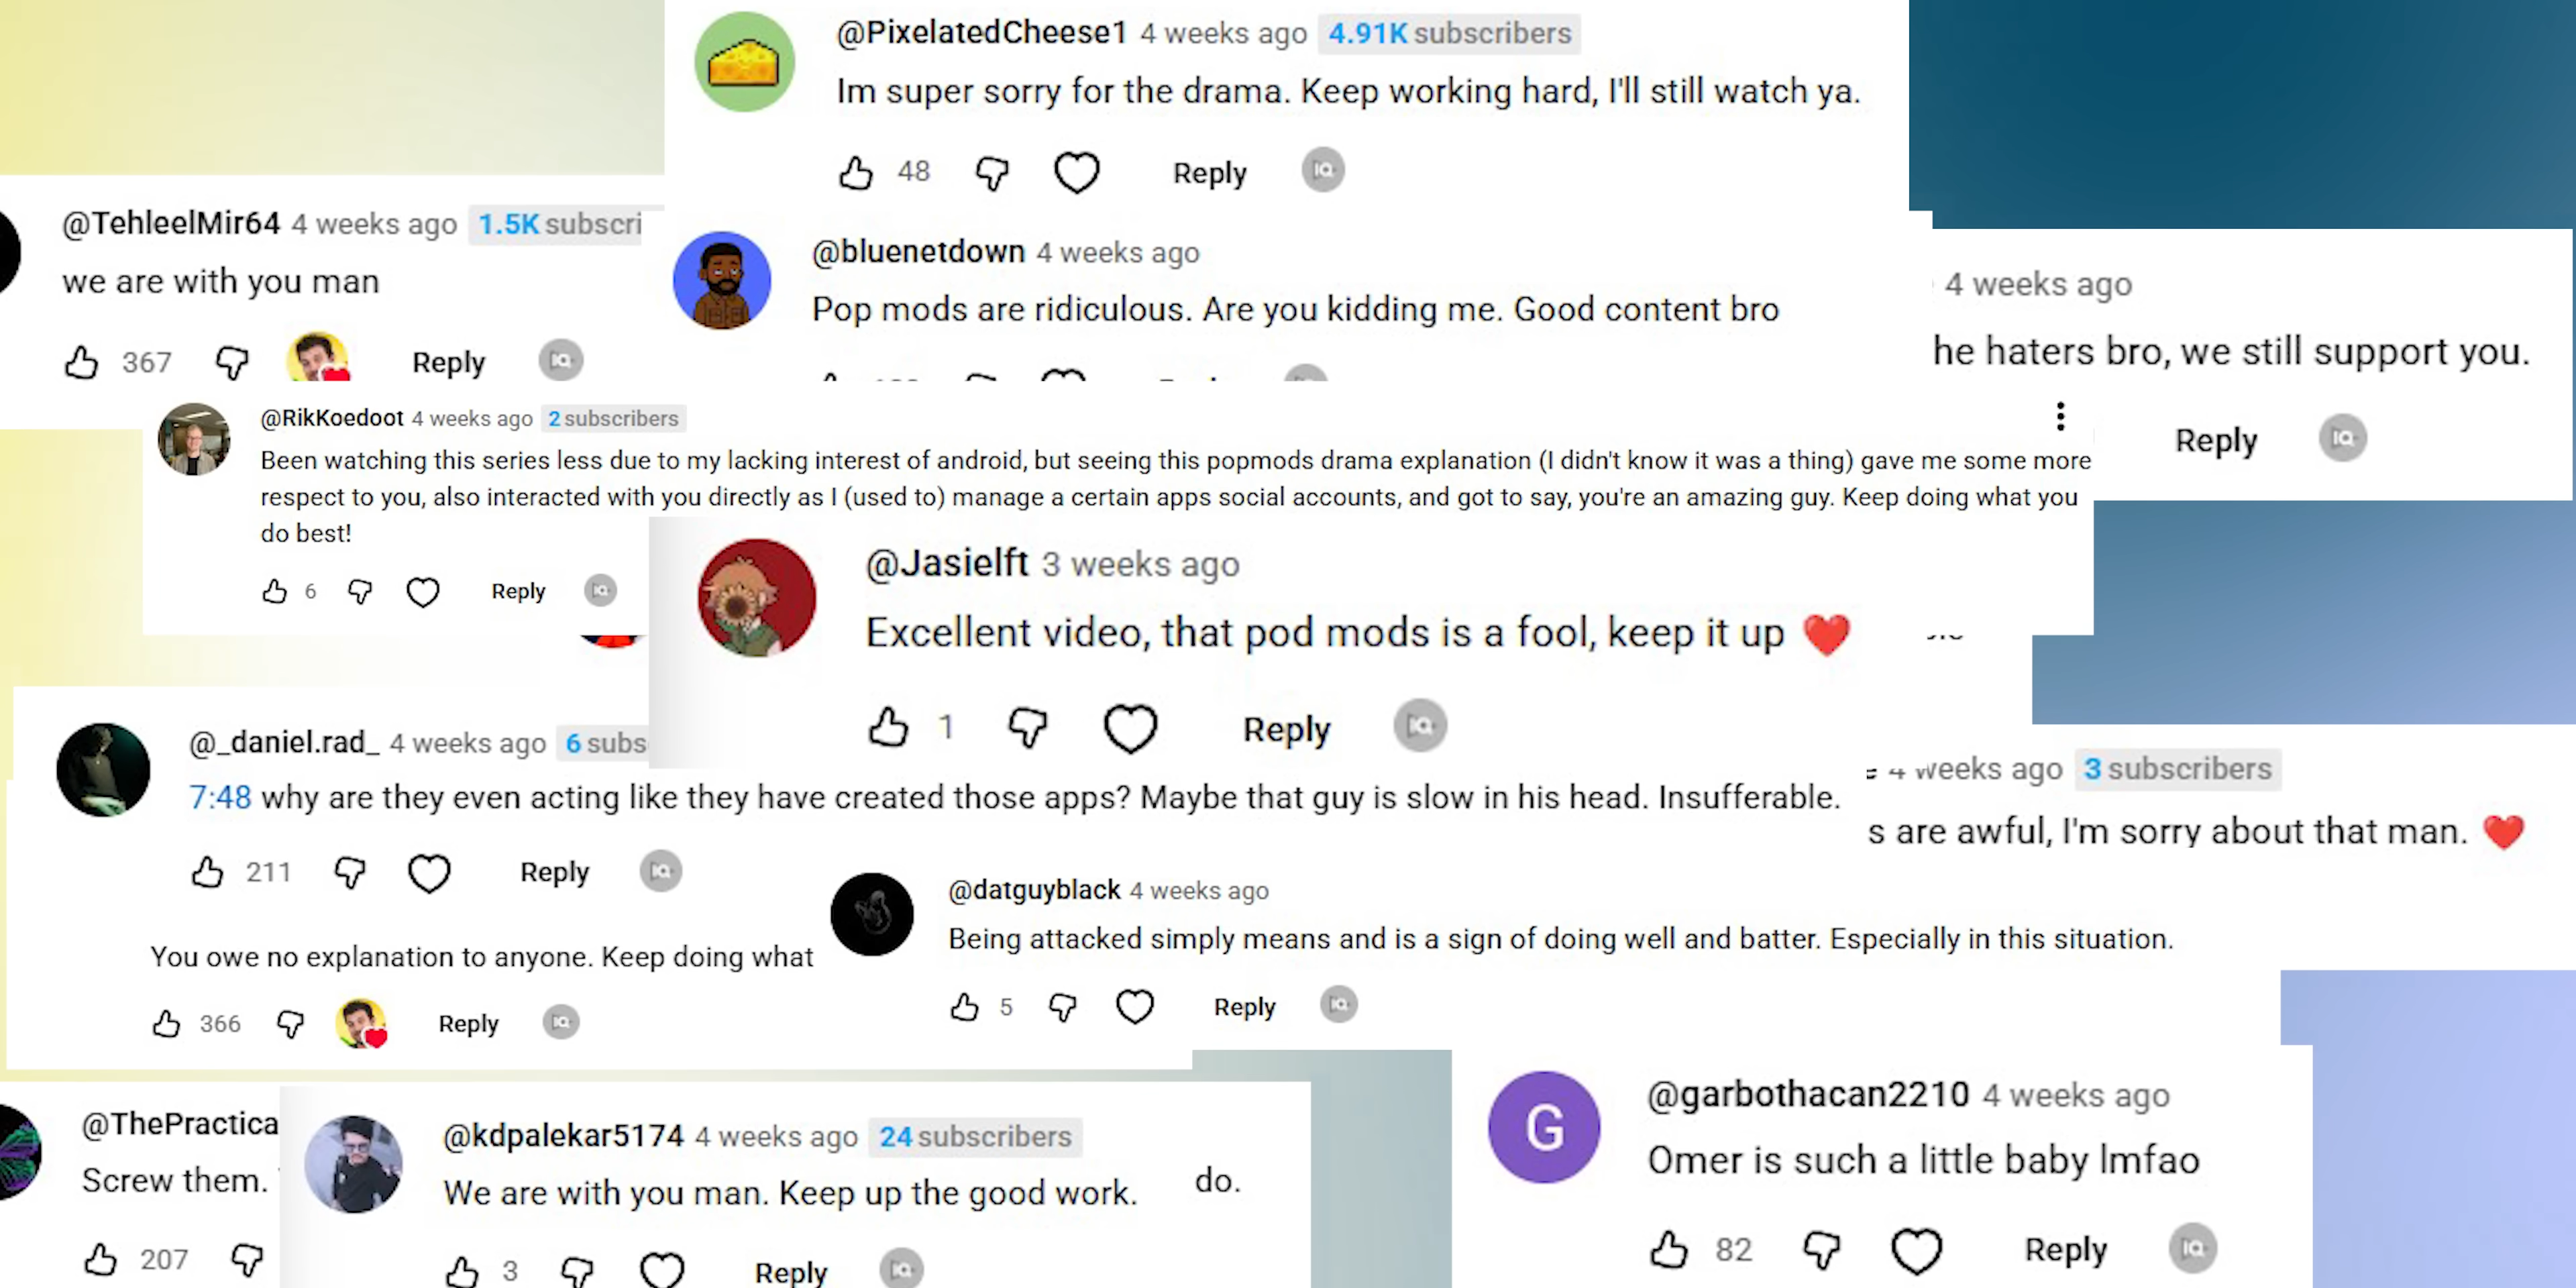 @PixelatedCheese1 4 weeks ago 4.91K subscribers
Im super sorry for the drama. Keep working hard, I'll still watch ya.
48 Reply
@TehleelMir64 4 weeks ago 1.5K subscri
we are with you man
367 Reply
@bluenetdown 4 weeks ago
Pop mods are ridiculous. Are you kidding me. Good content bro
4 weeks ago
he haters bro, we still support you.
Reply
@RikKoedoot 4 weeks ago 2 subscribers
Been watching this series less due to my lacking interest of android, but seeing this popmods drama explanation (I didn't know it was a thing) gave me some more
respect to you, also interacted with you directly as I (used to) manage a certain apps social accounts, and got to say, you're an amazing guy. Keep doing what you
do best!
6 Reply
@Jasielft 3 weeks ago
Excellent video, that pod mods is a fool, keep it up ❤️
1 Reply
@_daniel.rad_ 4 weeks ago 6 subs
7:48 why are they even acting like they have created those apps? Maybe that guy is slow in his head. Insufferable.
211 Reply
4 weeks ago 3 subscribers
s are awful, I'm sorry about that man. ❤️
You owe no explanation to anyone. Keep doing what
366 Reply
@datguyblack 4 weeks ago
Being attacked simply means and is a sign of doing well and batter. Especially in this situation.
5 Reply
@ThePractica
Screw them.
207
@kdpalekar5174 4 weeks ago 24 subscribers
We are with you man. Keep up the good work.
3 Reply
do.
@garbothacan2210 4 weeks ago
G
Omer is such a little baby lmfao
82 Reply